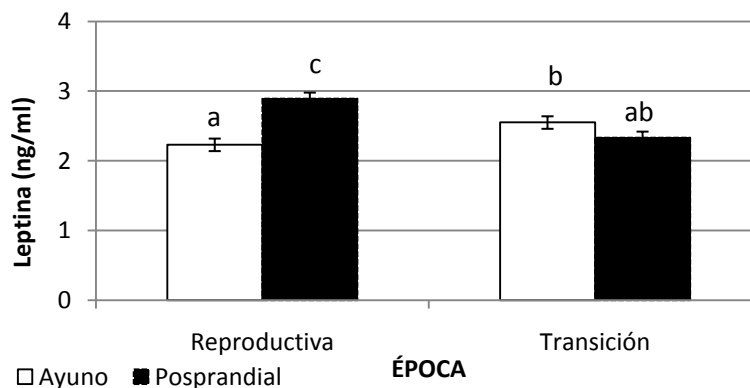 4
3
2
1
0
Leptina (ng/ml)
a
c
b
ab
Reproductiva
Transición
ÉPOCA
Ayuno
Posprandial